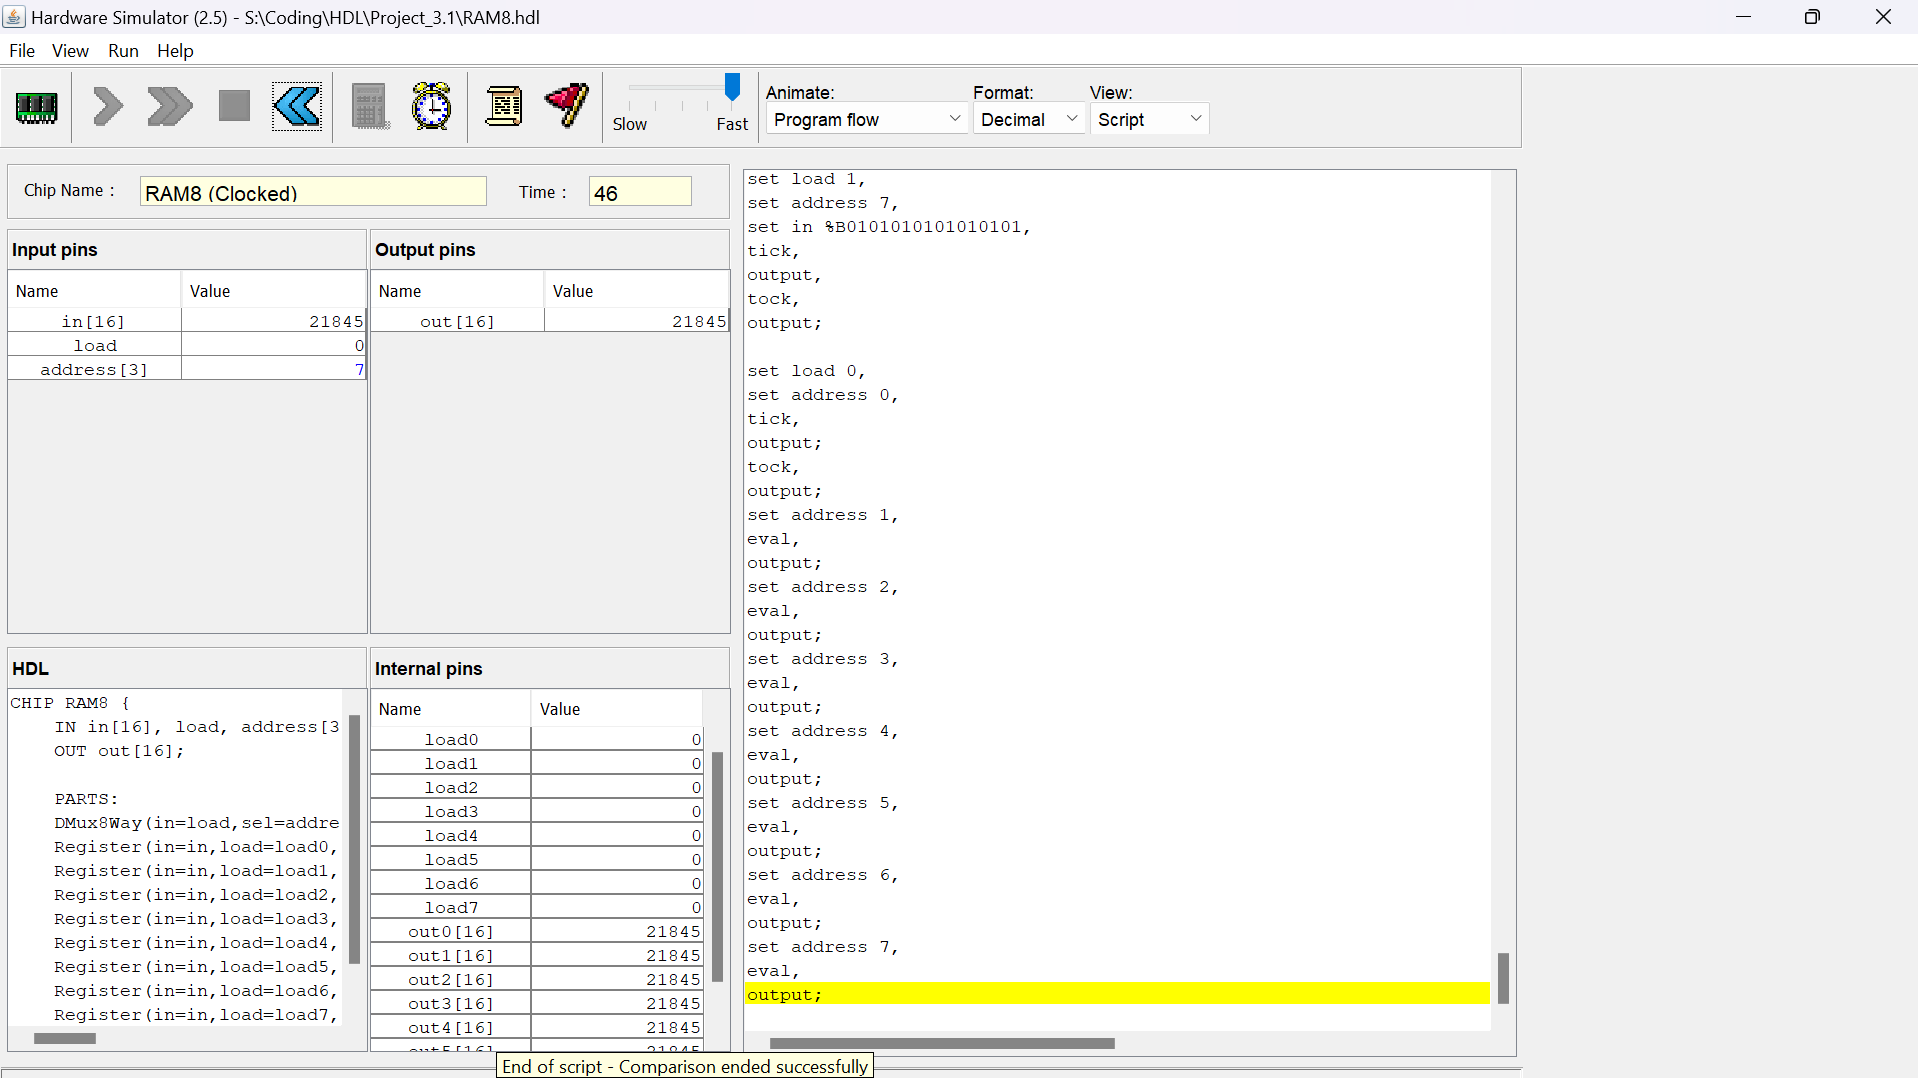 Hardware Simulator (2.5) - S:\Coding\HDL\Project_3.1\RAM8.hdl
File View Run Help
Slow Fast
Animate: Format: View:
Program flow Decimal Script
Chip Name : RAM8 (Clocked) Time : 46
Input pins
Name Value
in[16] 21845
load 0
address[3] 7
Output pins
Name Value
out[16] 21845
HDL
CHIP RAM8 {
IN in[16], load, address[3
OUT out[16];
PARTS:
DMux8Way(in=load,sel=addre
Register(in=in,load=load0,
Register(in=in,load=load1,
Register(in=in,load=load2,
Register(in=in,load=load3,
Register(in=in,load=load4,
Register(in=in,load=load5,
Register(in=in,load=load6,
Register(in=in,load=load7,
Internal pins
Name Value
load0 0
load1 0
load2 0
load3 0
load4 0
load5 0
load6 0
load7 0
out0[16] 21845
out1[16] 21845
out2[16] 21845
out3[16] 21845
out4[16] 21845
out5[16] 21845
set load 1,
set address 7,
set in %B0101010101010101,
tick,
output,
tock,
output;
set load 0,
set address 0,
tick,
output;
tock,
output;
set address 1,
eval,
output;
set address 2,
eval,
output;
set address 3,
eval,
output;
set address 4,
eval,
output;
set address 5,
eval,
output;
set address 6,
eval,
output;
set address 7,
eval,
output;
End of script - Comparison ended successfully